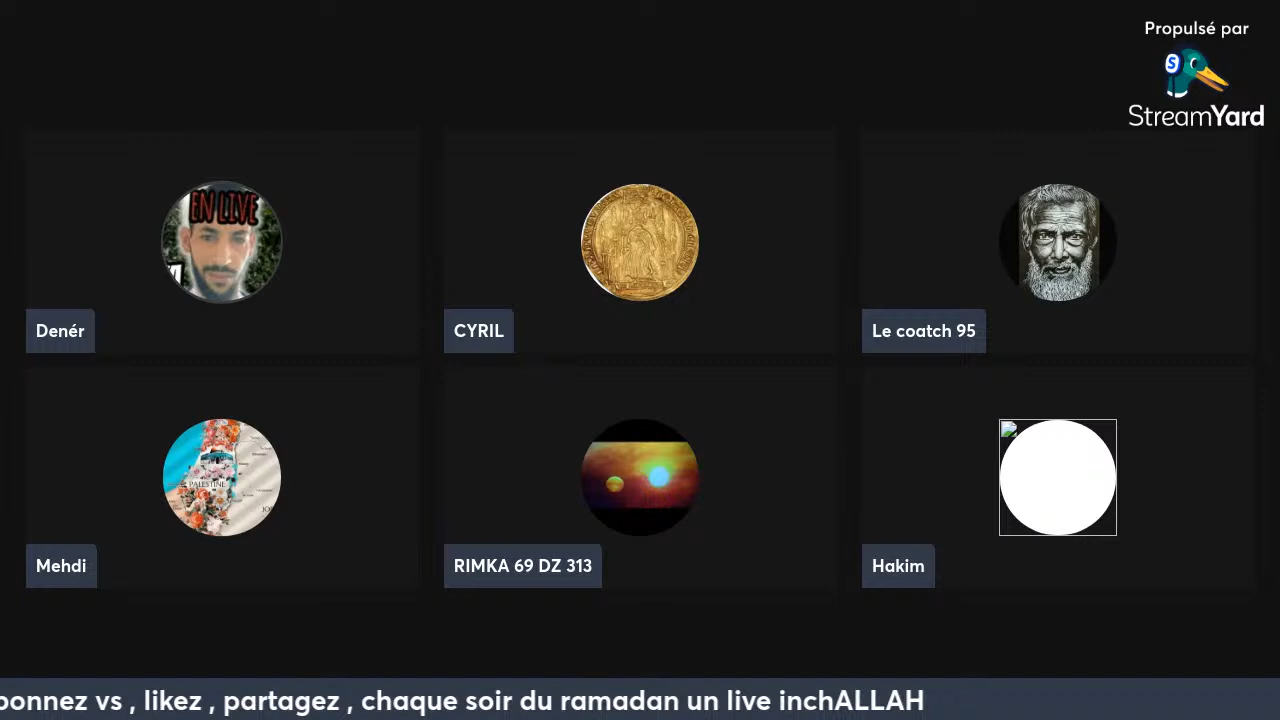 Propulsé par
StreamYard
EN LIVE
Denér
CYRIL
Le coatch 95
PALESTINE
Mehdi
RIMKA 69 DZ 313
Hakim
bonnez vs , likez , partagez , chaque soir du ramadan un live inchALLAH